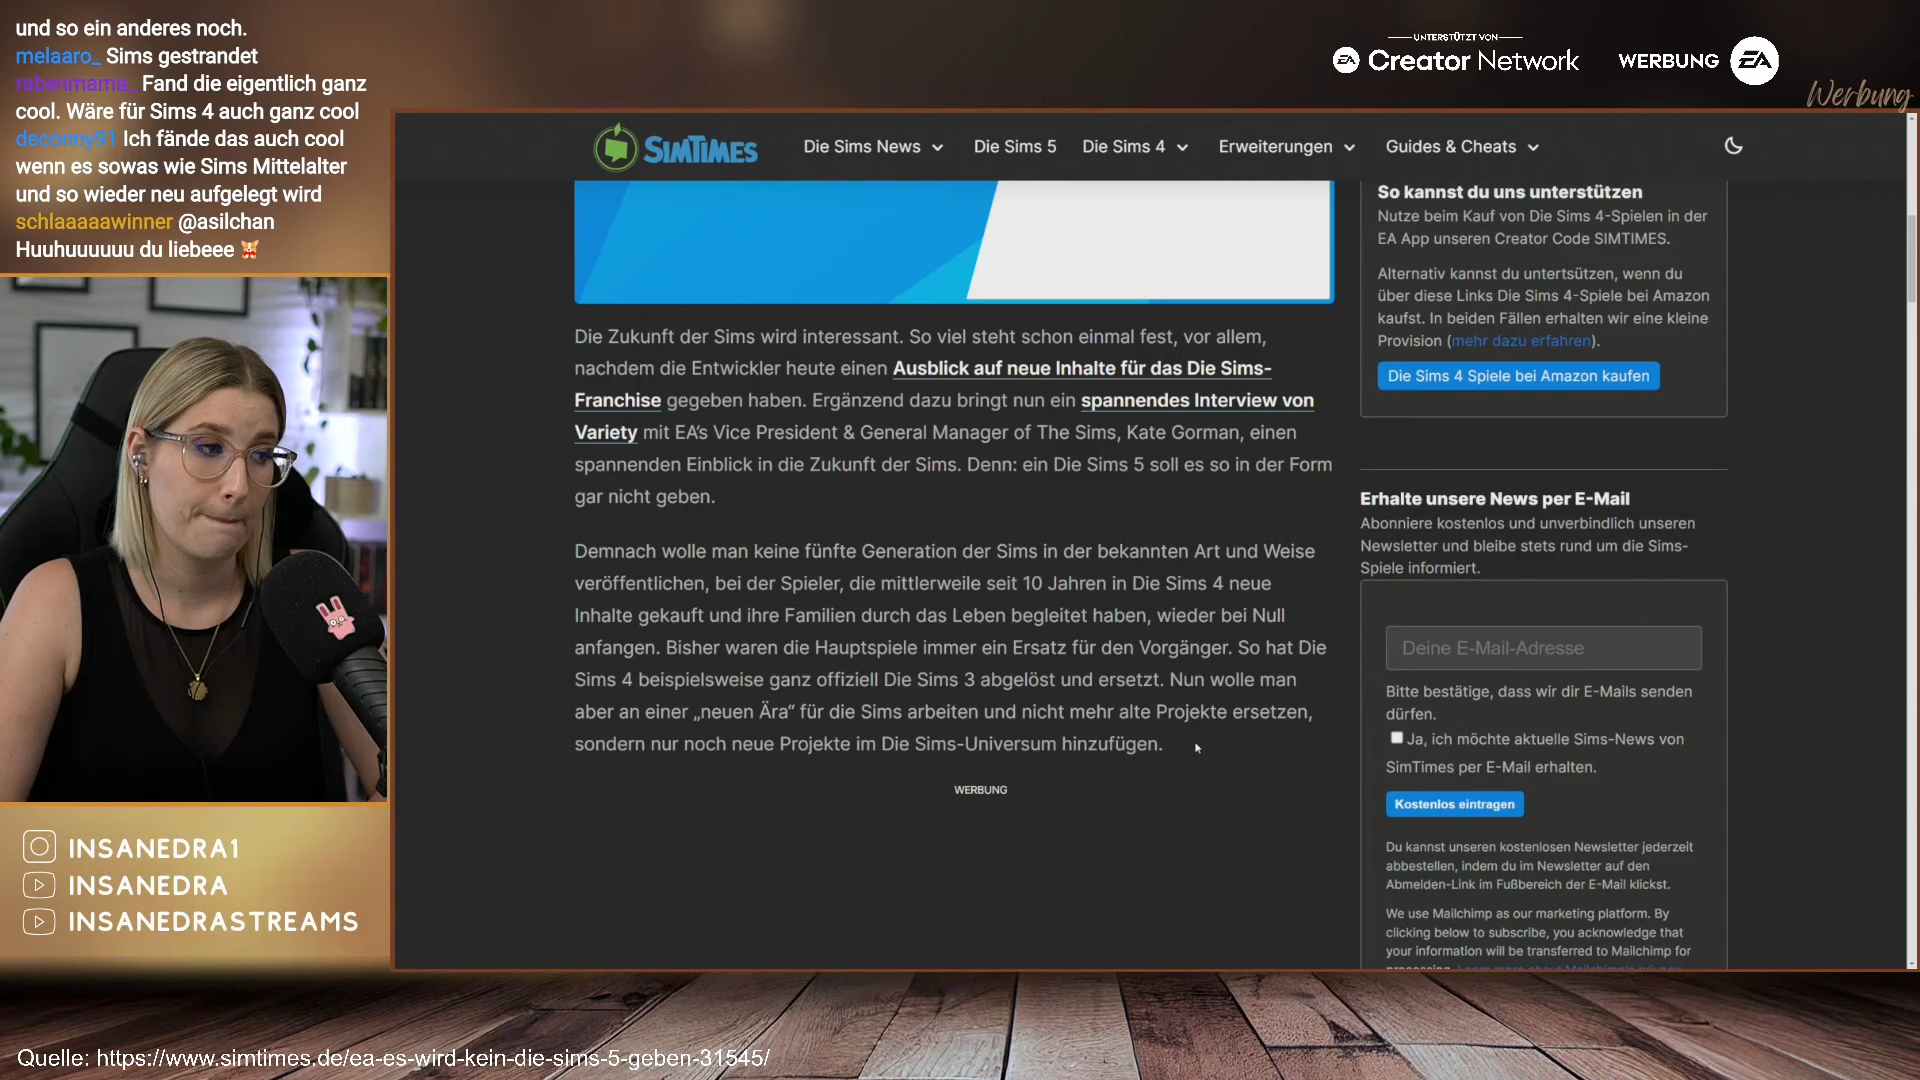 und so ein anderes noch.
melaaro_ Sims gestrandet
rabenmama_ Fand die eigentlich ganz
cool. Wäre für Sims 4 auch ganz cool
deconny91 Ich fände das auch cool
wenn es sowas wie Sims Mittelalter
und so wieder neu aufgelegt wird
schlaaaaawinner @asilchan
Huuhuuuuuu du liebeee
UNTERSTÜTZT VON
EA Creator Network
WERBUNG EA
Werbung
SIMTIMES
Die Sims News
Die Sims 5
Die Sims 4
Erweiterungen
Guides & Cheats
Die Zukunft der Sims wird interessant. So viel steht schon einmal fest, vor allem,
nachdem die Entwickler heute einen Ausblick auf neue Inhalte für das Die Sims-
Franchise gegeben haben. Ergänzend dazu bringt nun ein spannendes Interview von
Variety mit EA’s Vice President & General Manager of The Sims, Kate Gorman, einen
spannenden Einblick in die Zukunft der Sims. Denn: ein Die Sims 5 soll es so in der Form
gar nicht geben.
Demnach wolle man keine fünfte Generation der Sims in der bekannten Art und Weise
veröffentlichen, bei der Spieler, die mittlerweile seit 10 Jahren in Die Sims 4 neue
Inhalte gekauft und ihre Familien durch das Leben begleitet haben, wieder bei Null
anfangen. Bisher waren die Hauptspiele immer ein Ersatz für den Vorgänger. So hat Die
Sims 4 beispielsweise ganz offiziell Die Sims 3 abgelöst und ersetzt. Nun wolle man
aber an einer „neuen Ära“ für die Sims arbeiten und nicht mehr alte Projekte ersetzen,
sondern nur noch neue Projekte im Die Sims-Universum hinzufügen.
WERBUNG
So kannst du uns unterstützen
Nutze beim Kauf von Die Sims 4-Spielen in der
EA App unseren Creator Code SIMTIMES.
Alternativ kannst du untertsützen, wenn du
über diese Links Die Sims 4-Spiele bei Amazon
kaufst. In beiden Fällen erhalten wir eine kleine
Provision (mehr dazu erfahren).
Die Sims 4 Spiele bei Amazon kaufen
Erhalte unsere News per E-Mail
Abonniere kostenlos und unverbindlich unseren
Newsletter und bleibe stets rund um die Sims-
Spiele informiert.
Deine E-Mail-Adresse
Bitte bestätige, dass wir dir E-Mails senden
dürfen.
Ja, ich möchte aktuelle Sims-News von
SimTimes per E-Mail erhalten.
Kostenlos eintragen
Du kannst unseren kostenlosen Newsletter jederzeit
abbestellen, indem du im Newsletter auf den
Abmelden-Link im Fußbereich der E-Mail klickst.
We use Mailchimp as our marketing platform. By
clicking below to subscribe, you acknowledge that
your information will be transferred to Mailchimp for
INSANEDRA1
INSANEDRA
INSANEDRASTREAMS
Quelle: https://www.simtimes.de/ea-es-wird-kein-die-sims-5-geben-31545/